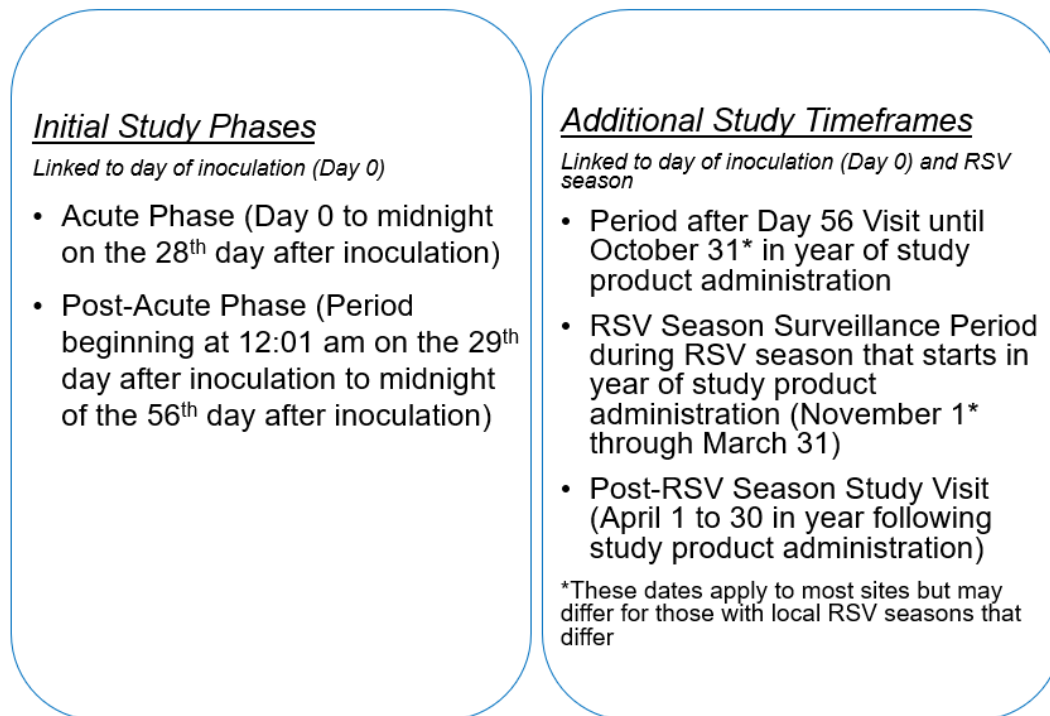 Initial Study Phases
Linked to day of inoculation (Day 0)
• Acute Phase (Day 0 to midnight
on the 28th day after inoculation)
• Post-Acute Phase (Period
beginning at 12:01 am on the 29th
day after inoculation to midnight
of the 56th day after inoculation)
Additional Study Timeframes
Linked to day of inoculation (Day 0) and RSV
season
• Period after Day 56 Visit until
October 31* in year of study
product administration
• RSV Season Surveillance Period
during RSV season that starts in
year of study product
administration (November 1*
through March 31)
• Post-RSV Season Study Visit
(April 1 to 30 in year following
study product administration)
*These dates apply to most sites but may
differ for those with local RSV seasons that
differ